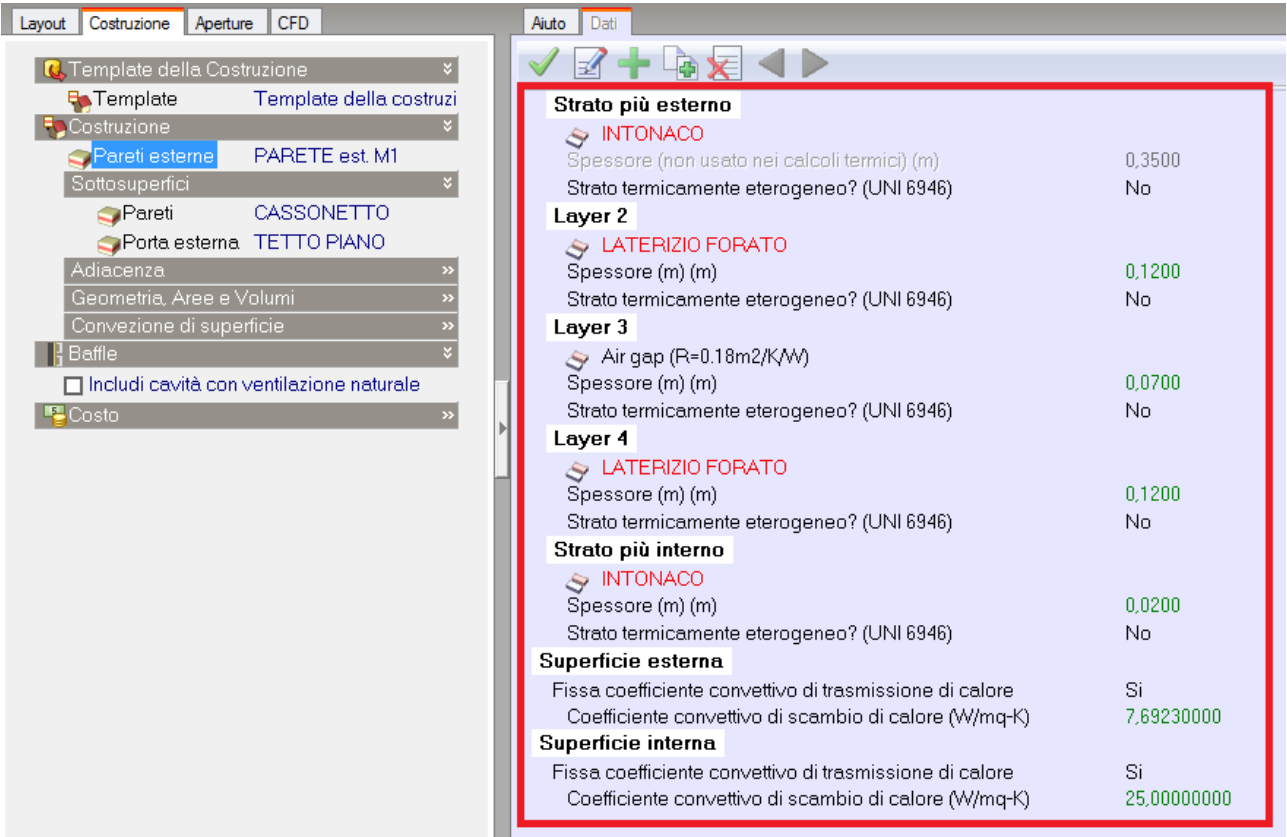 Layout Costruzione Aperture CFD
Template della Costruzione
Template Template della costruzi
Costruzione
Pareti esterne PARETE est. M1
Sottosuperfici
Pareti CASSONETTO
Porta esterna TETTO PIANO
Adiacenza
Geometria, Aree e Volumi
Convezione di superficie
Baffle
Includi cavità con ventilazione naturale
Costo
Aiuto Dati
Strato più esterno
INTONACO
Spessore (non usato nei calcoli termici) (m) 0,3500
Strato termicamente eterogeneo? (UNI 6946) No
Layer 2
LATERIZIO FORATO
Spessore (m) (m) 0,1200
Strato termicamente eterogeneo? (UNI 6946) No
Layer 3
Air gap (R=0.18m2/K/W)
Spessore (m) (m) 0,0700
Strato termicamente eterogeneo? (UNI 6946) No
Layer 4
LATERIZIO FORATO
Spessore (m) (m) 0,1200
Strato termicamente eterogeneo? (UNI 6946) No
Strato più interno
INTONACO
Spessore (m) (m) 0,0200
Strato termicamente eterogeneo? (UNI 6946) No
Superficie esterna
Fissa coefficiente convettivo di trasmissione di calore Si
Coefficiente convettivo di scambio di calore (W/mq-K) 7,69230000
Superficie interna
Fissa coefficiente convettivo di trasmissione di calore Si
Coefficiente convettivo di scambio di calore (W/mq-K) 25,00000000